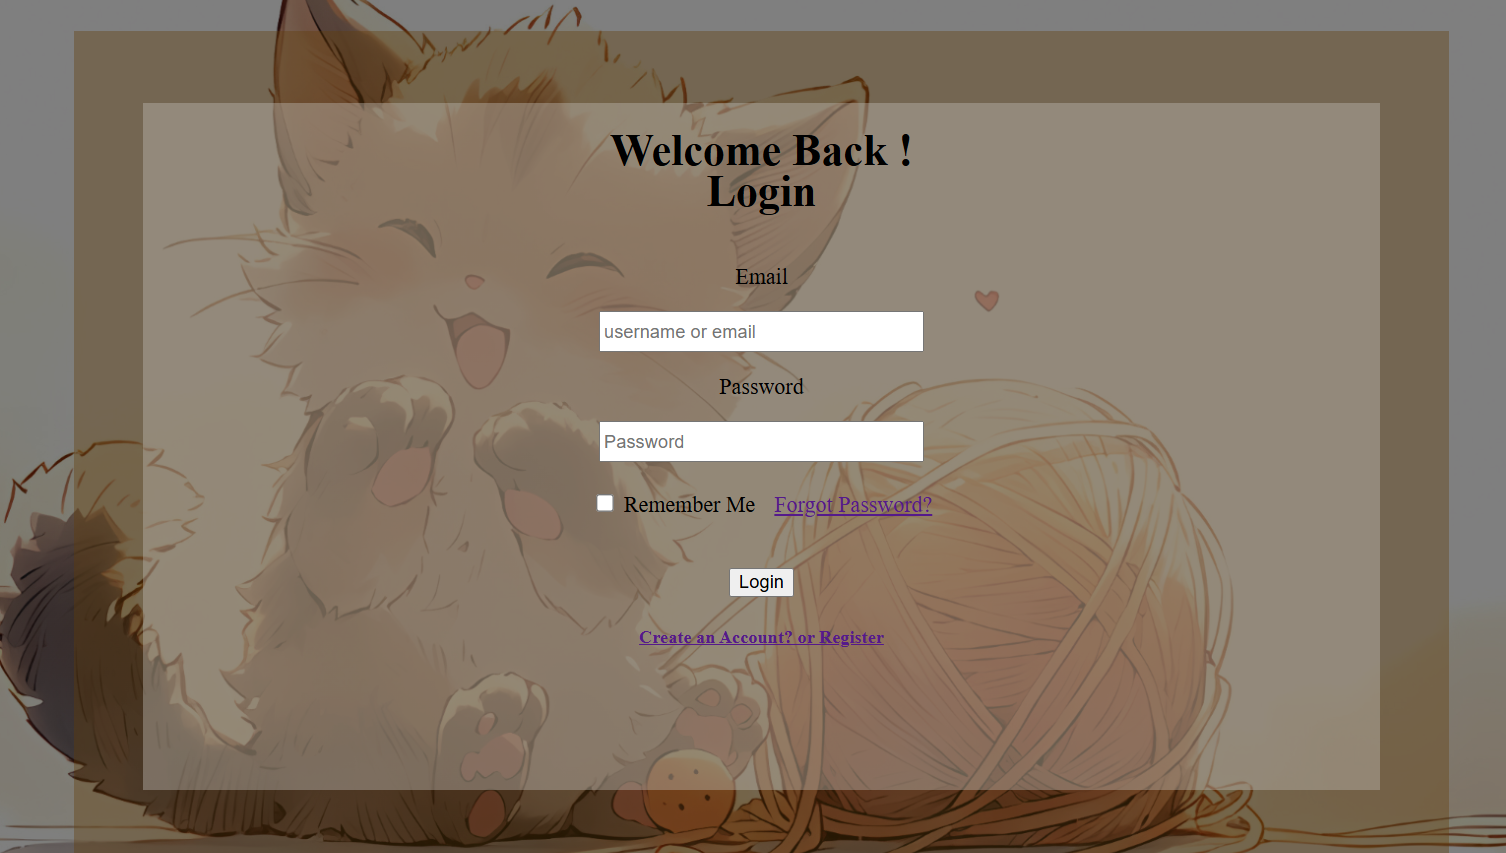 Welcome Back !
Login
Email
username or email
Password
Password
Remember Me Forgot Password?
Login
Create an Account? or Register